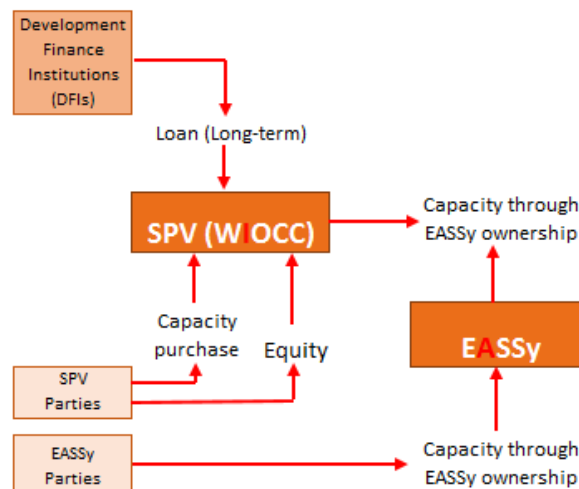 Development
Finance
Institutions
(DFIs)
Loan (Long-term)
SPV (WIOCC)
Capacity through
EASSy ownership
Capacity
purchase
Equity
EASSy
SPV
Parties
EASSy
Parties
Capacity through
EASSy ownership